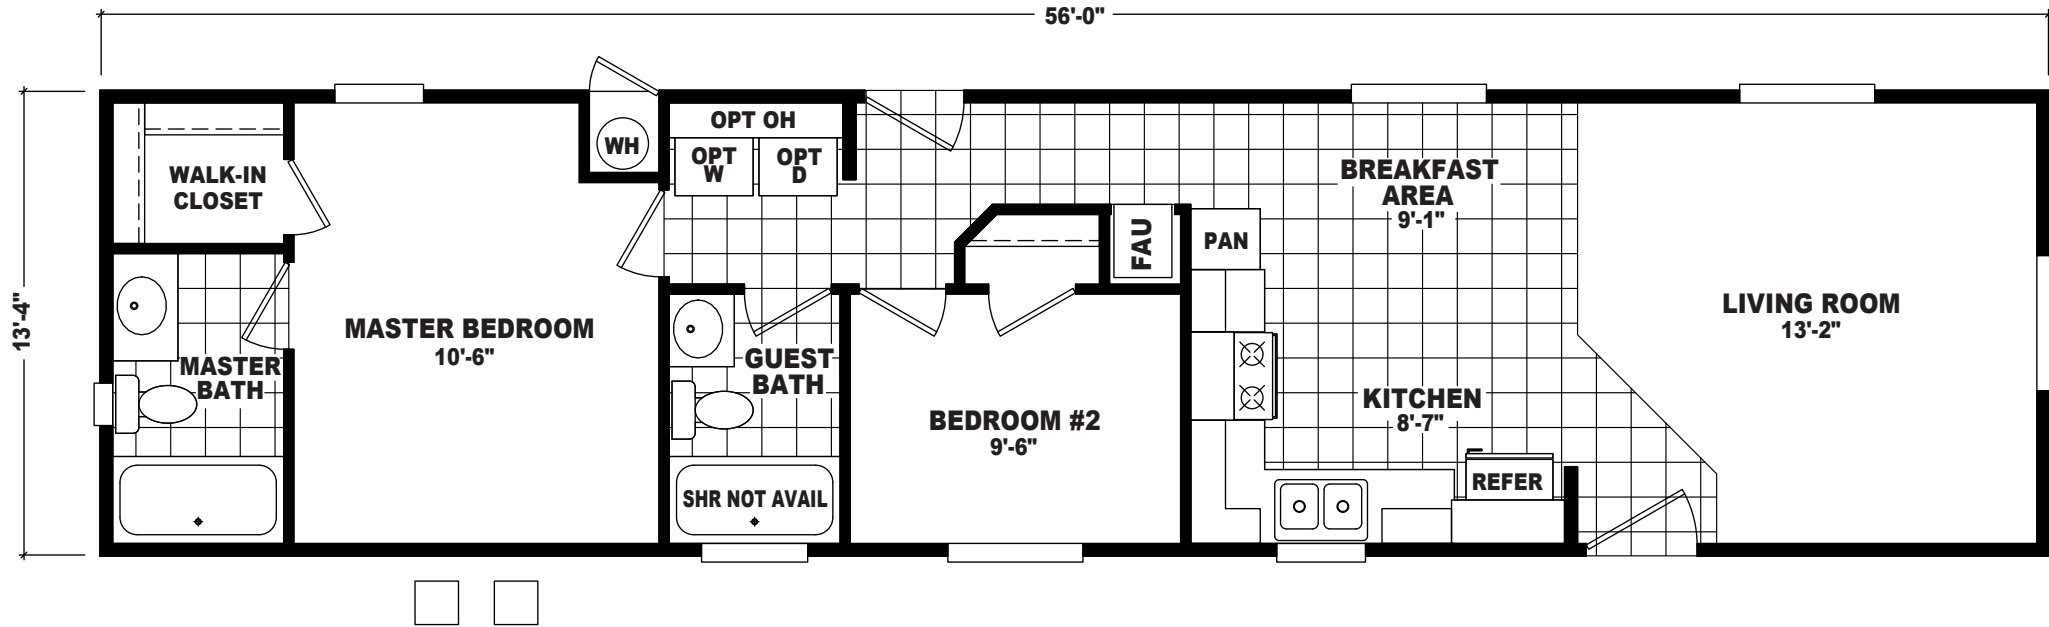 56'-0"
13'-4"
WALK-IN
CLOSET
MASTER BEDROOM
10'-6"
MASTER
BATH
WH
OPT OH
OPT
W
OPT
D
GUEST
BATH
SHR NOT AVAIL
BEDROOM #2
9'-6"
FAU
PAN
BREAKFAST
AREA
9'-1"
KITCHEN
8'-7"
REFER
LIVING ROOM
13'-2"